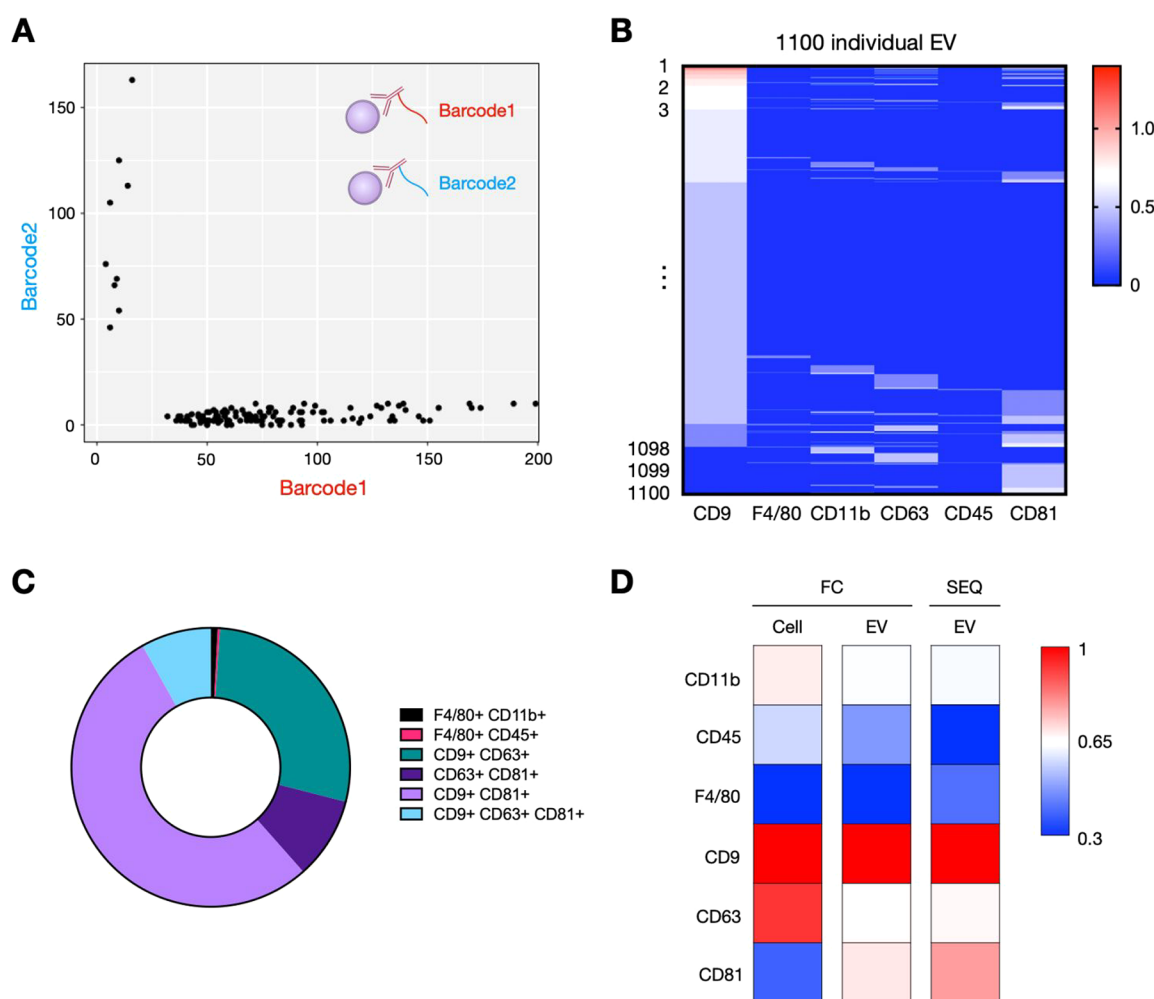 A
150
100
50
0
0
50
100
150
200
Barcode2
Barcode1
Barcode1
Barcode2
B
1100 individual EV
1
2
3
⋮
1098
1099
1100
CD9 F4/80 CD11b CD63 CD45 CD81
1.0
0.5
0
C
F4/80+ CD11b+
F4/80+ CD45+
CD9+ CD63+
CD63+ CD81+
CD9+ CD81+
CD9+ CD63+ CD81+
D
FC SEQ
Cell EV EV
CD11b
CD45
F4/80
CD9
CD63
CD81
1
0.65
0.3